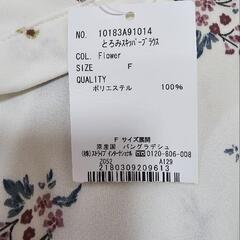 NO. 10183A91014
とろみスキッパーブラウス
COL. Flower
SIZE F
QUALITY
ポリエステル 100%
F サイズ展開
原産国 バングラデシュ
(株)ストライプ インターナショナル ☎0120-806-008
Z052 A129
2180309209613